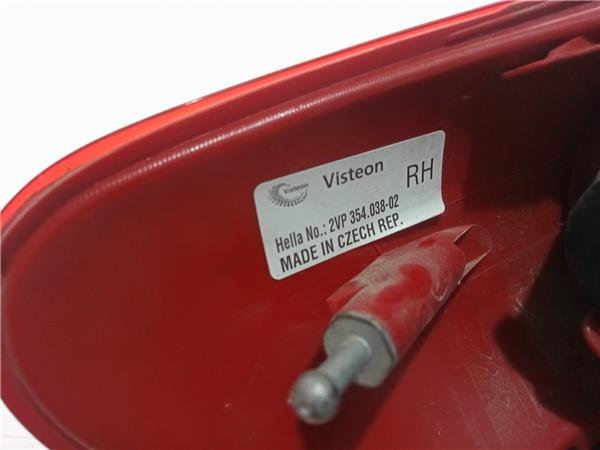 Visteon
Visteon
RH
Hella No.: 2VP 354.038-02
MADE IN CZECH REP.